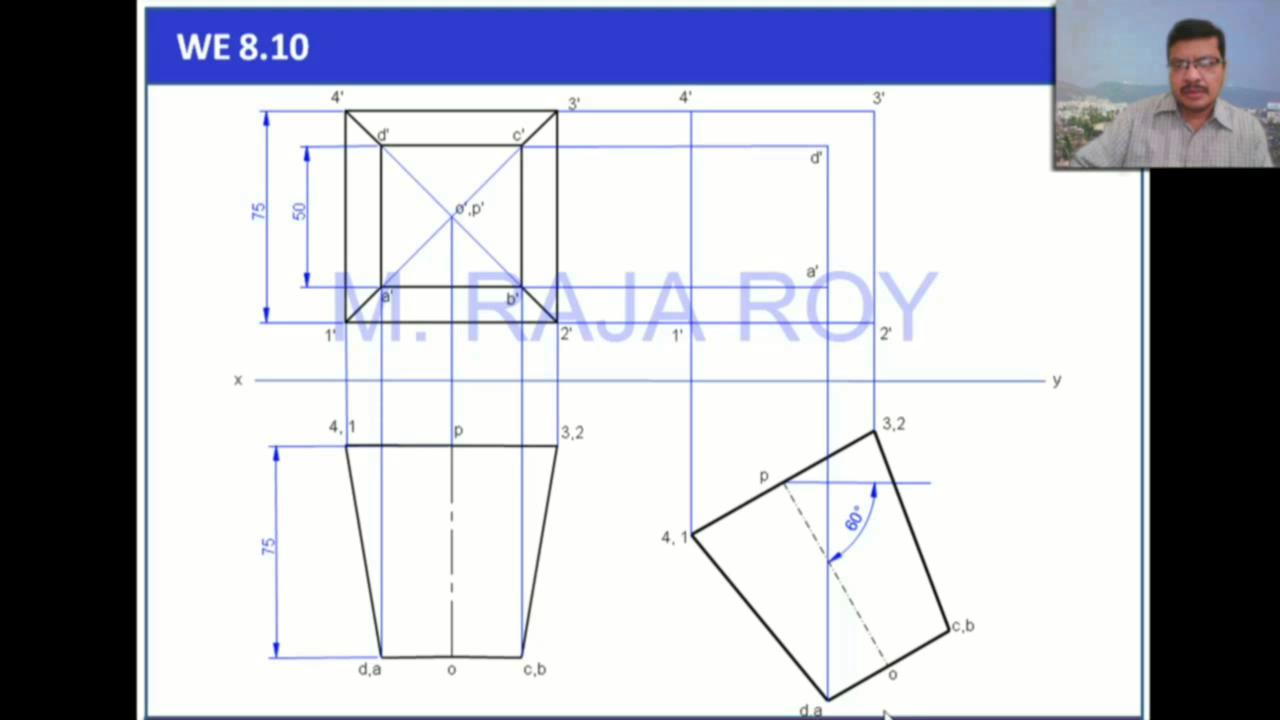 WE 8.10
4' 3' 4' 3'
d' c' d'
75 50 o',p'
a' b' a'
M. RAJA ROY
1' 2' 1' 2'
x y
4, 1 p 3,2 3,2
p
60°
75 4, 1
c,b
d,a o c,b o
d,a